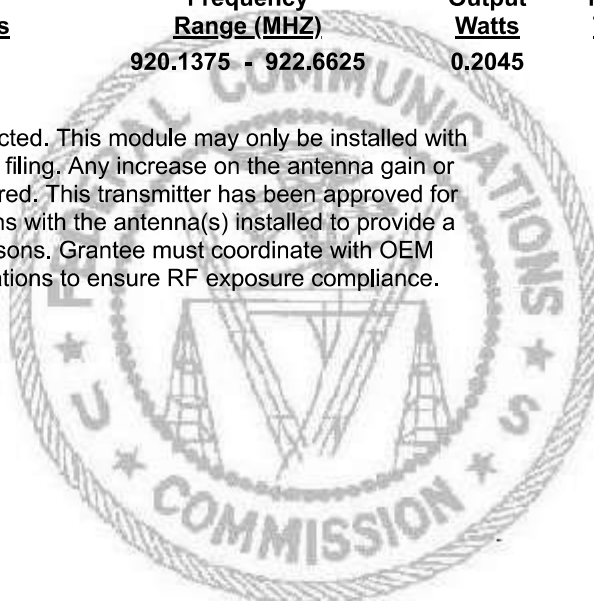 Output
Range (MHZ) Watts
920.1375 - 922.6625 0.2045
cted. This module may only be installed with
filing. Any increase on the antenna gain or
red. This transmitter has been approved for
ns with the antenna(s) installed to provide a
sons. Grantee must coordinate with OEM
ations to ensure RF exposure compliance.
COMMUNICATIONS
COMMISSION
U S